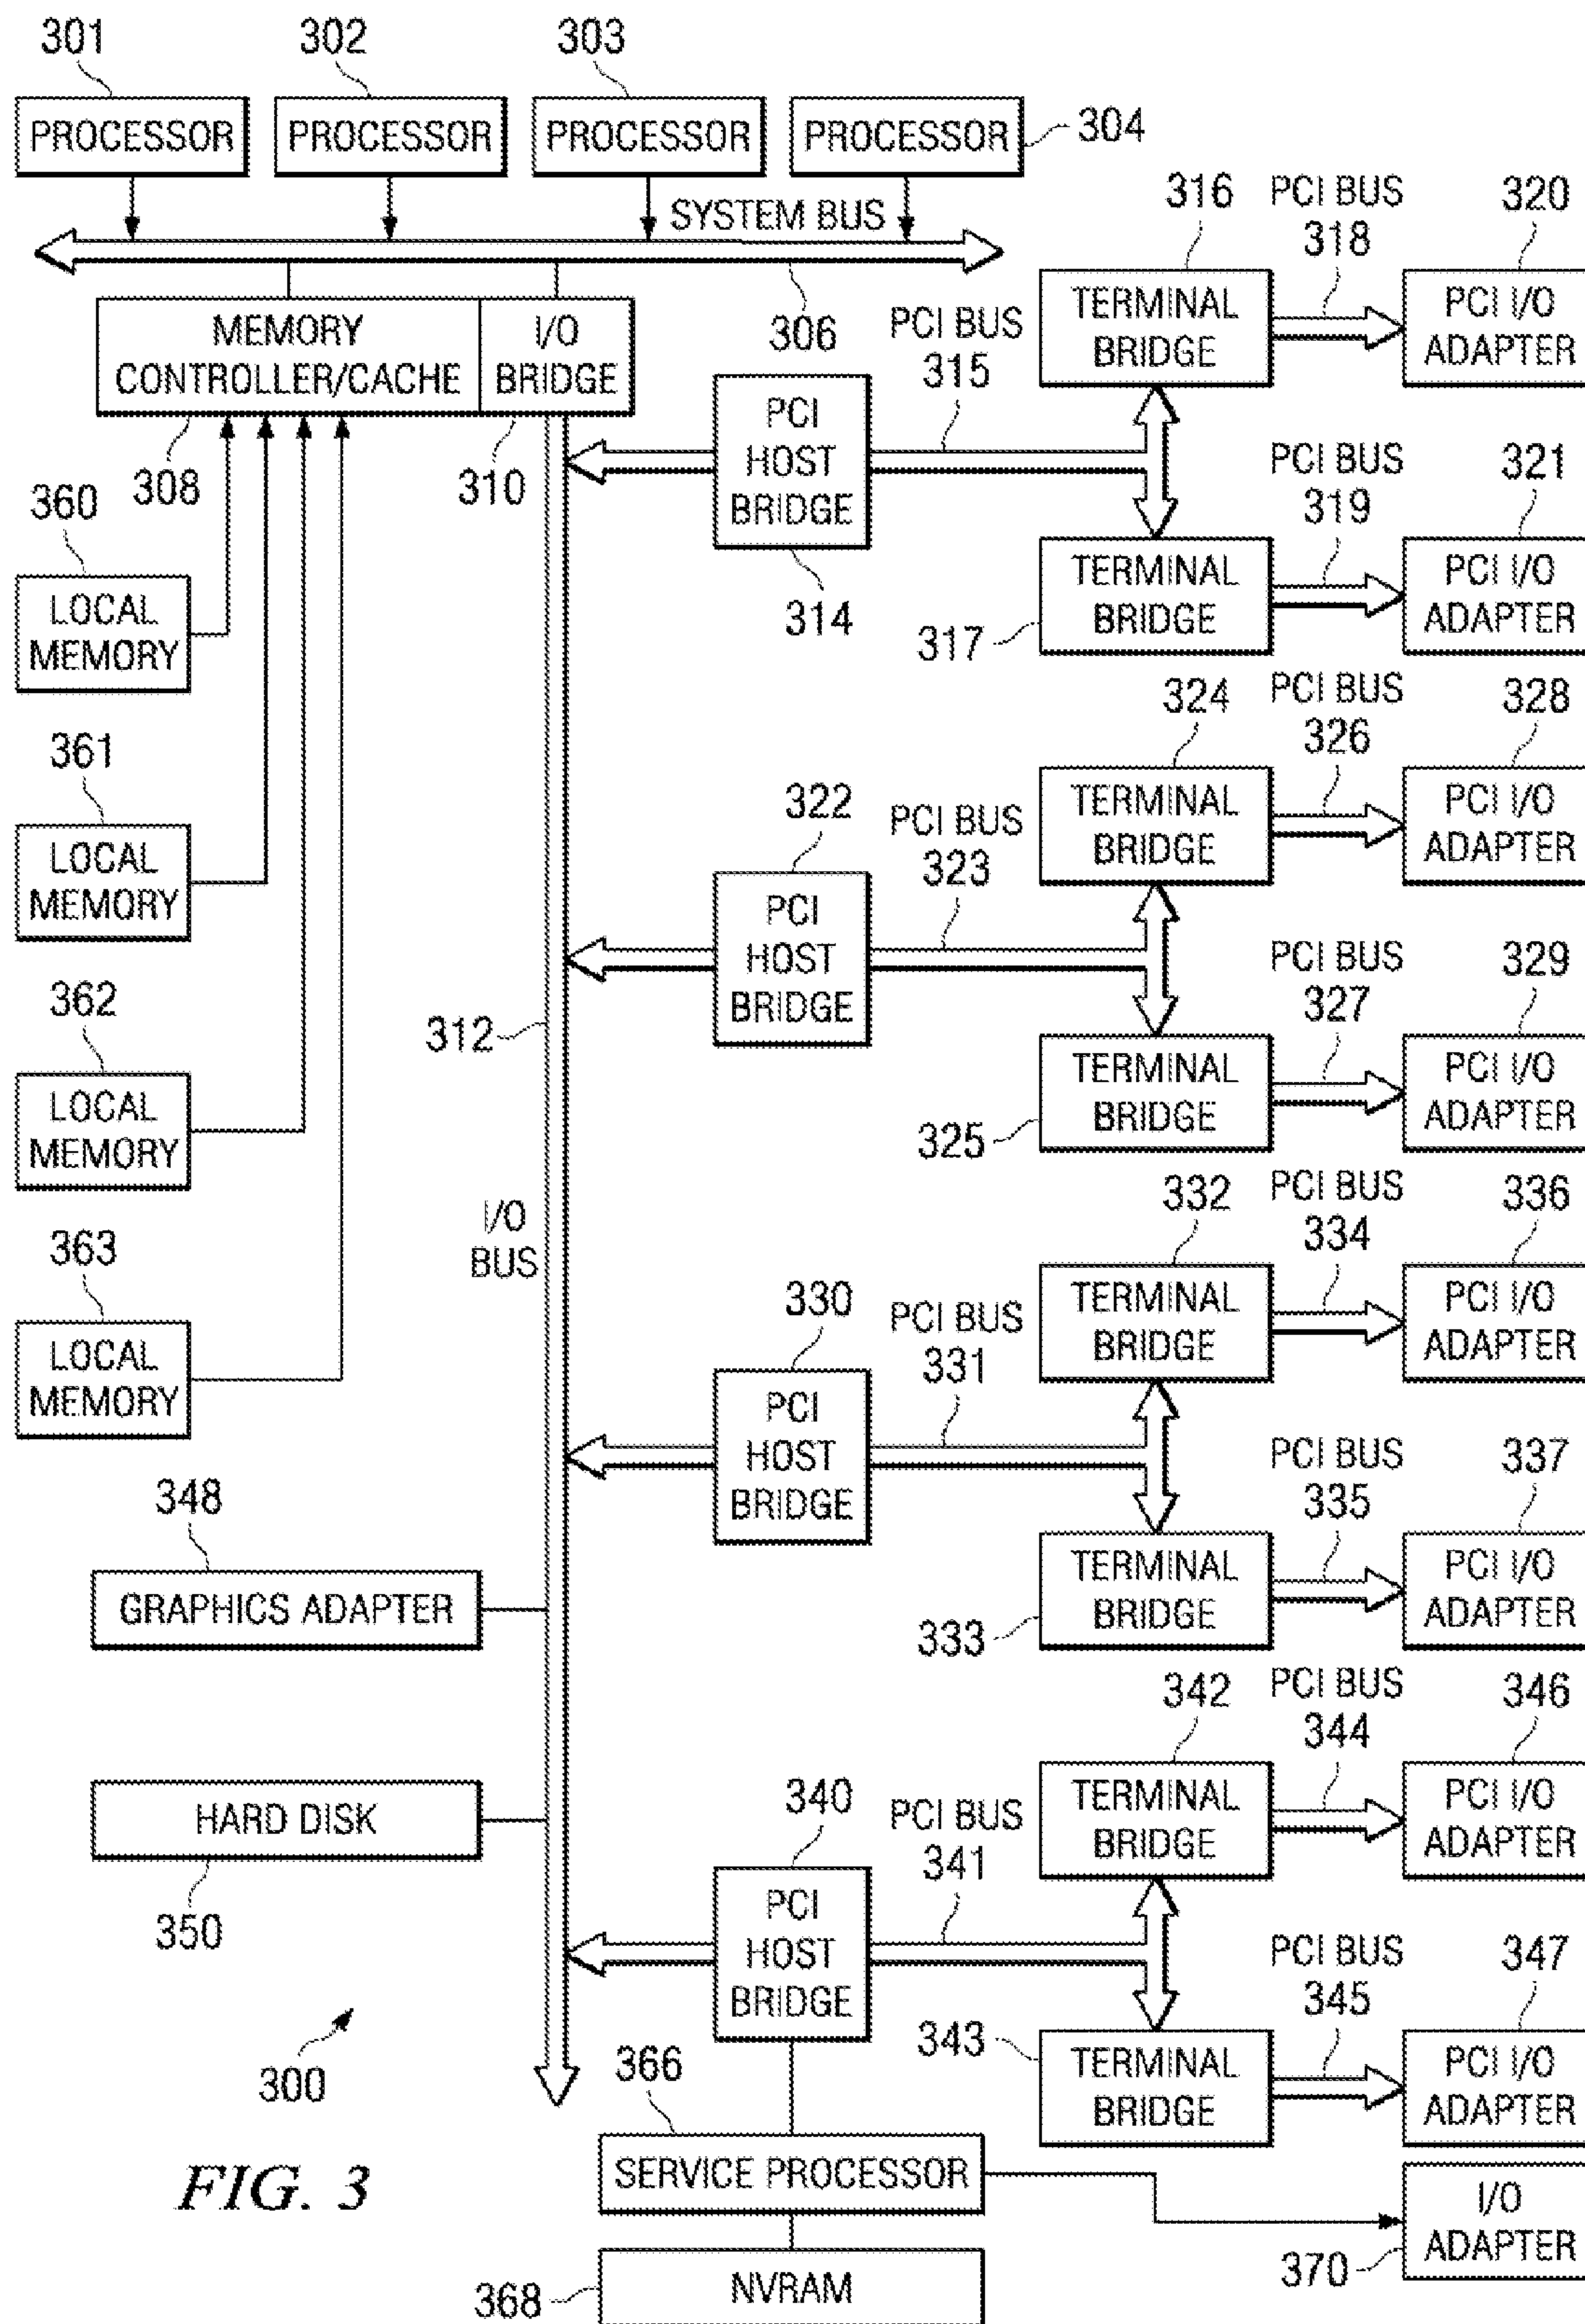 301
302
303
PROCESSOR
PROCESSOR
PROCESSOR
PROCESSOR
304
SYSTEM BUS
306
MEMORY
CONTROLLER/CACHE
308
I/O
BRIDGE
310
360
LOCAL
MEMORY
361
LOCAL
MEMORY
362
LOCAL
MEMORY
363
LOCAL
MEMORY
312
I/O
BUS
348
GRAPHICS ADAPTER
HARD DISK
350
300
FIG. 3
PCI
HOST
BRIDGE
314
PCI BUS
315
316
TERMINAL
BRIDGE
PCI BUS
318
320
PCI I/O
ADAPTER
317
TERMINAL
BRIDGE
PCI BUS
319
321
PCI I/O
ADAPTER
322
PCI
HOST
BRIDGE
PCI BUS
323
324
TERMINAL
BRIDGE
PCI BUS
326
328
PCI I/O
ADAPTER
325
TERMINAL
BRIDGE
PCI BUS
327
329
PCI I/O
ADAPTER
330
PCI
HOST
BRIDGE
PCI BUS
331
332
TERMINAL
BRIDGE
PCI BUS
334
336
PCI I/O
ADAPTER
333
TERMINAL
BRIDGE
PCI BUS
335
337
PCI I/O
ADAPTER
340
PCI
HOST
BRIDGE
PCI BUS
341
342
TERMINAL
BRIDGE
PCI BUS
344
346
PCI I/O
ADAPTER
343
TERMINAL
BRIDGE
PCI BUS
345
347
PCI I/O
ADAPTER
366
SERVICE PROCESSOR
368
NVRAM
I/O
ADAPTER
370